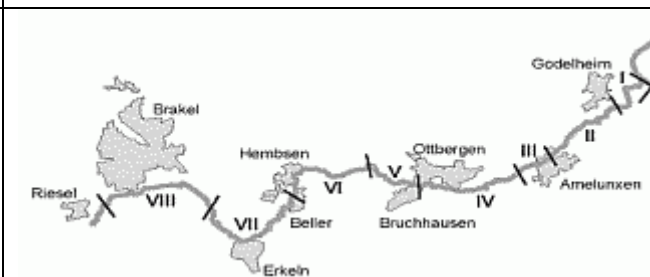 Godelheim
I
Brakel
II
Ottbergen
III
Hembsen
V
Amelunxen
Riesel
VI
IV
VIII
VII
Beller
Bruchhausen
Erkeln